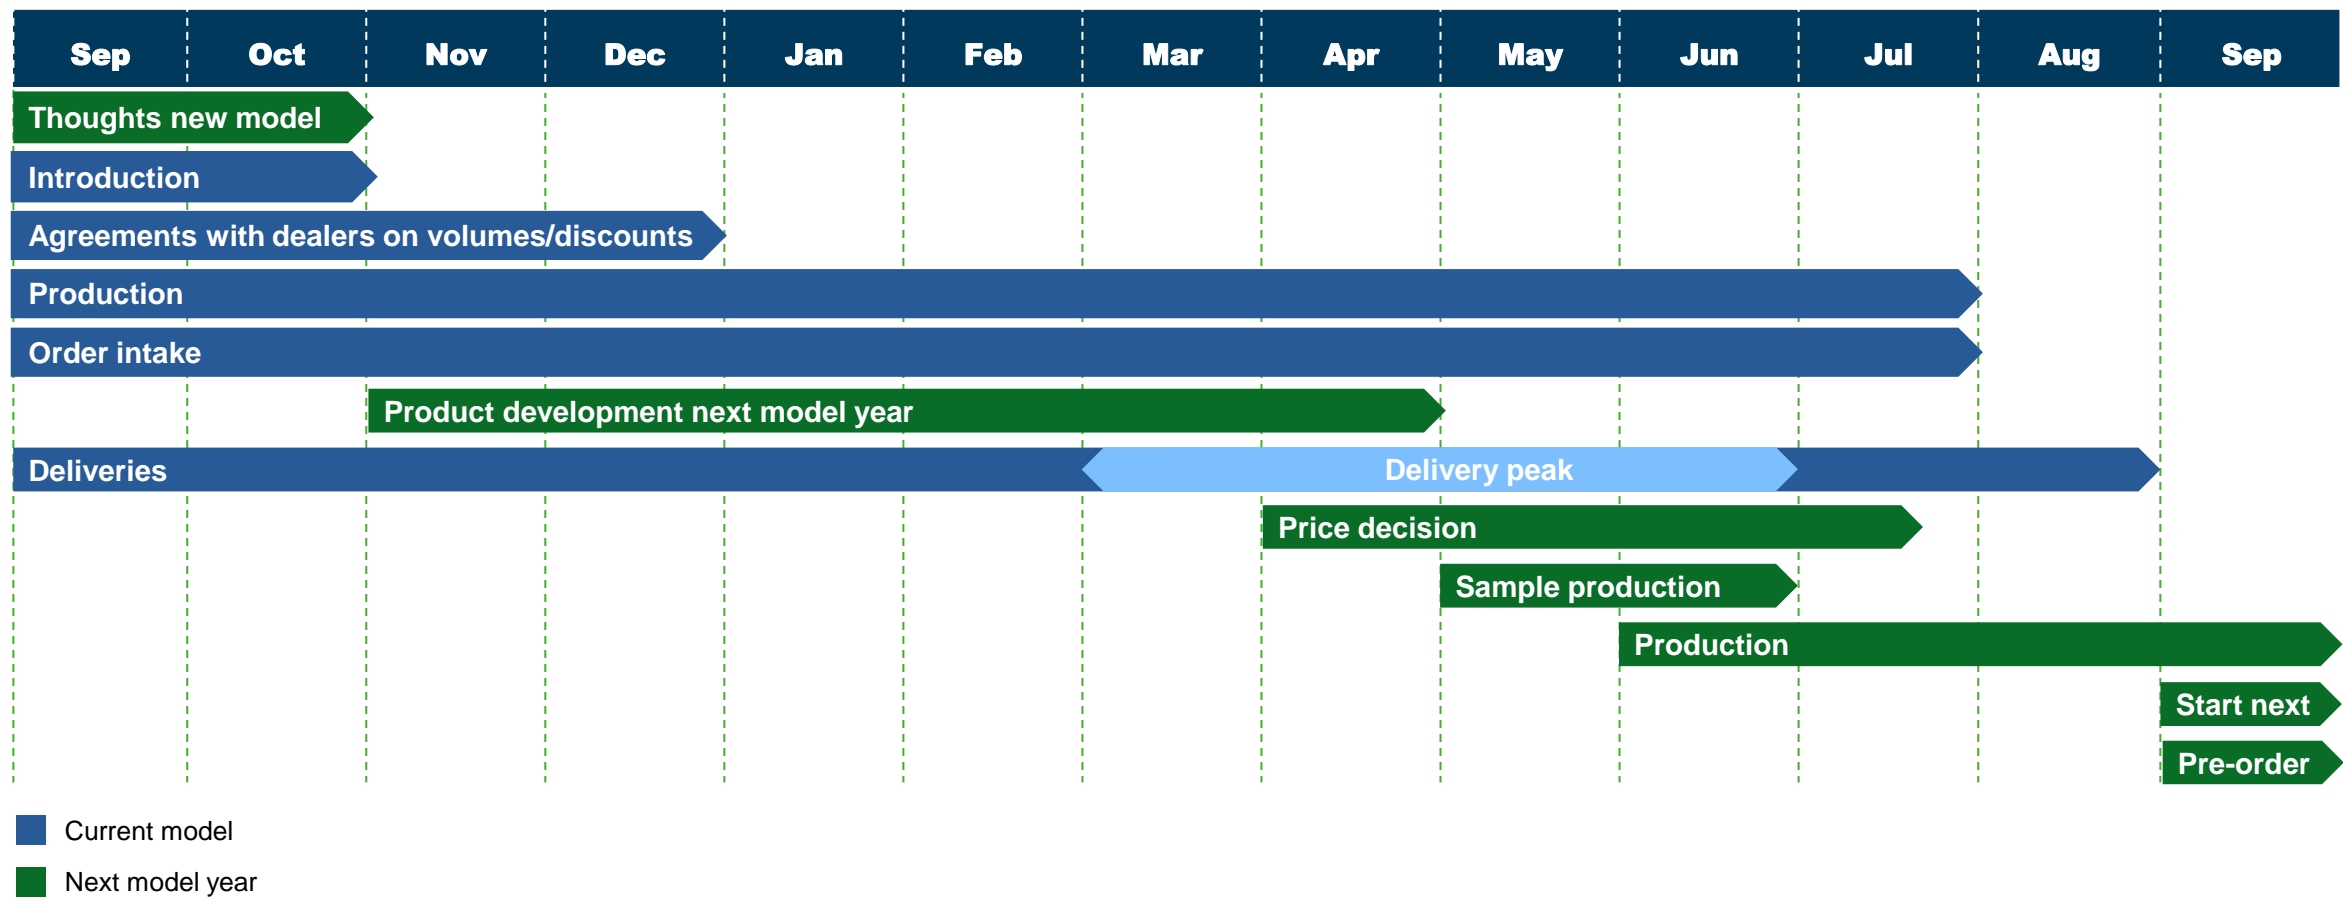 Sep Oct Nov Dec Jan Feb Mar Apr May Jun Jul Aug Sep
Thoughts new model
Introduction
Agreements with dealers on volumes/discounts
Production
Order intake
Product development next model year
Deliveries Delivery peak
Price decision
Sample production
Production
Start next
Pre-order
Current model
Next model year